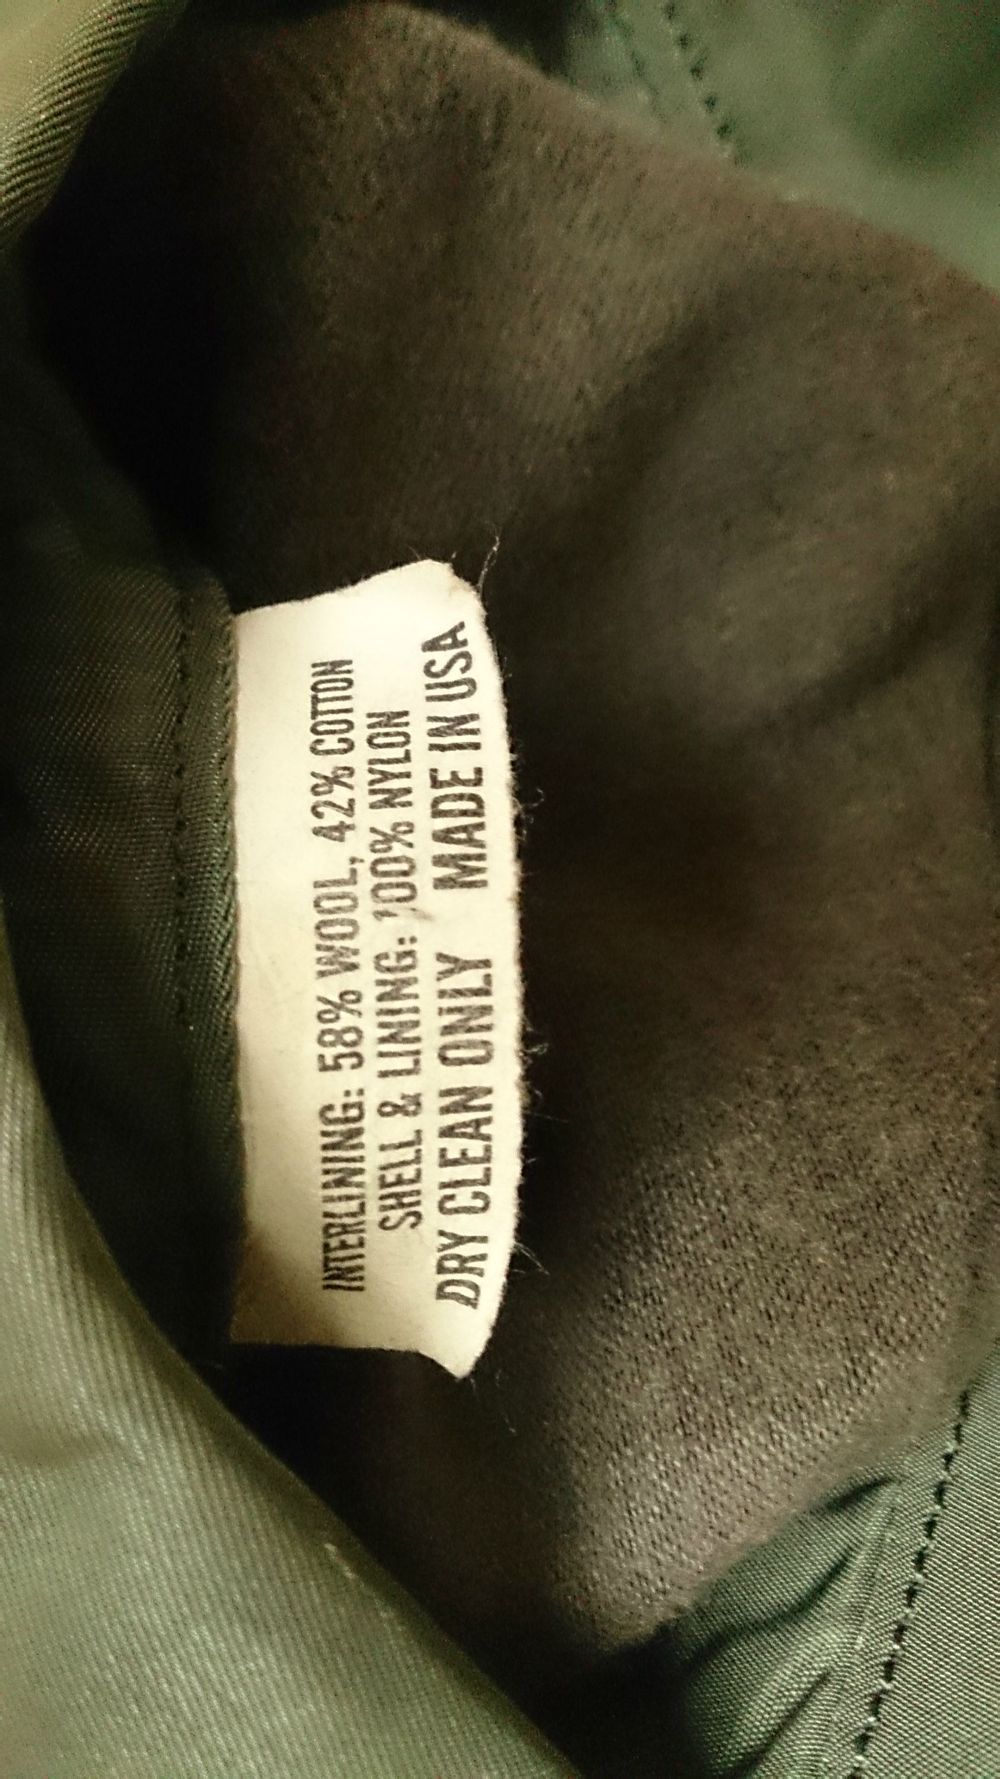 INTERLINING: 58% WOOL, 42% COTTON
SHELL & LINING: 100% NYLON
DRY CLEAN ONLY MADE IN USA